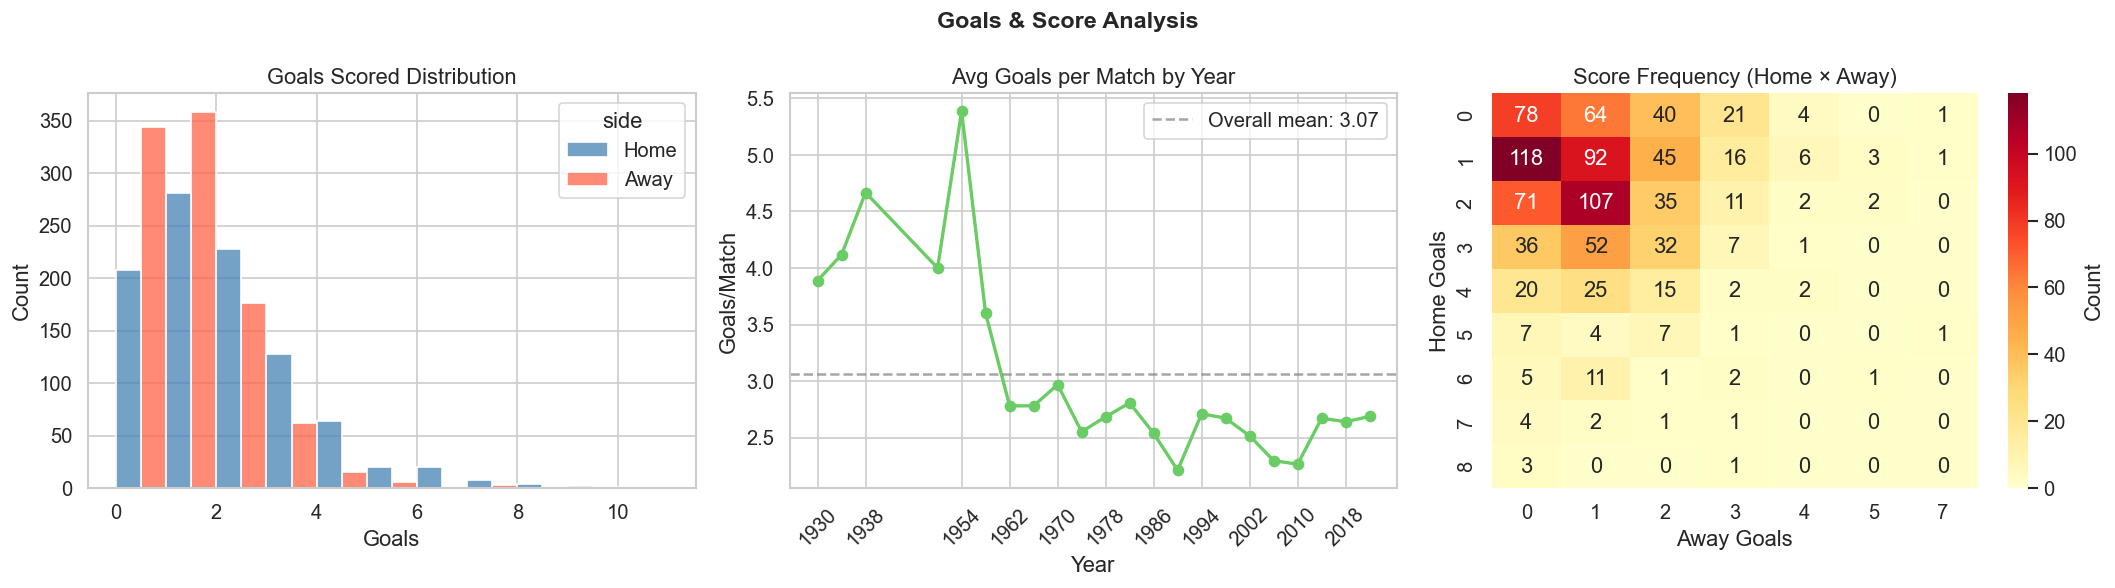 Goals & Score Analysis
Goals Scored Distribution
350
300
250
200
150
100
50
0
Count
0 2 4 6 8 10
Goals
side
Home
Away
Avg Goals per Match by Year
5.5
5.0
4.5
4.0
3.5
3.0
2.5
Goals/Match
Overall mean: 3.07
1930 1938 1954 1962 1970 1978 1986 1994 2002 2010 2018
Year
Score Frequency (Home × Away)
Home Goals
0 78 64 40 21 4 0 1
1 118 92 45 16 6 3 1
2 71 107 35 11 2 2 0
3 36 52 32 7 1 0 0
4 20 25 15 2 2 0 0
5 7 4 7 1 0 0 1
6 5 11 1 2 0 1 0
7 4 2 1 1 0 0 0
8 3 0 0 1 0 0 0
0 1 2 3 4 5 7
Away Goals
100
80
60
40
20
0
Count